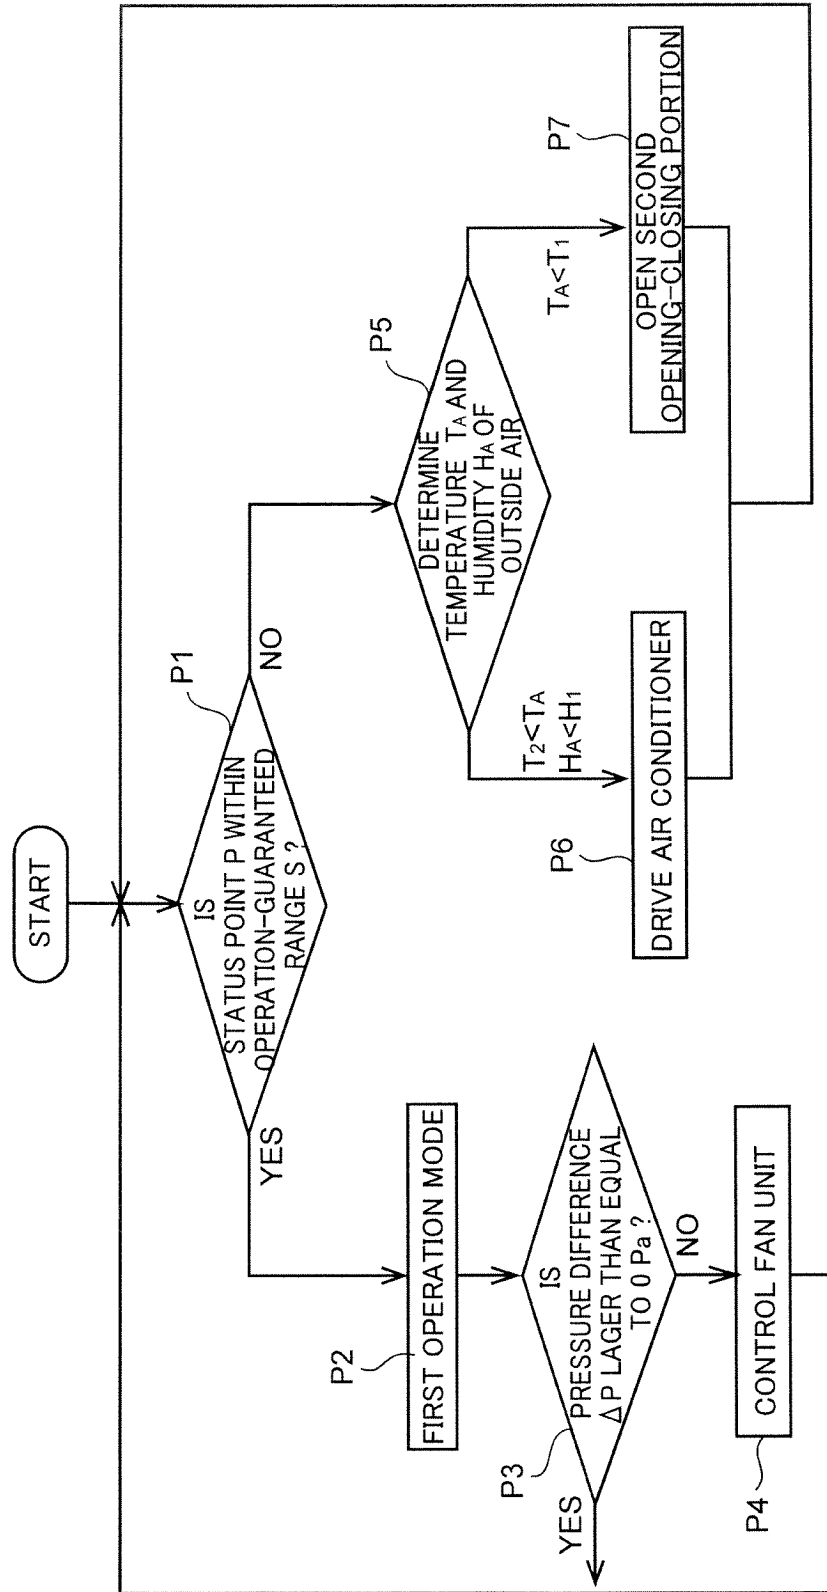 START
P1
IS
STATUS POINT P WITHIN
OPERATION-GUARANTEED
RANGE S ?
YES
NO
P2
FIRST OPERATION MODE
P3
IS
PRESSURE DIFFERENCE
ΔP LAGER THAN EQUAL
TO 0 Pa ?
YES
NO
P4
CONTROL FAN UNIT
P5
DETERMINE
TEMPERATURE TA AND
HUMIDITY HA OF
OUTSIDE AIR
T2<TA
HA<H1
TA<T1
P6
DRIVE AIR CONDITIONER
P7
OPEN SECOND
OPENING-CLOSING PORTION